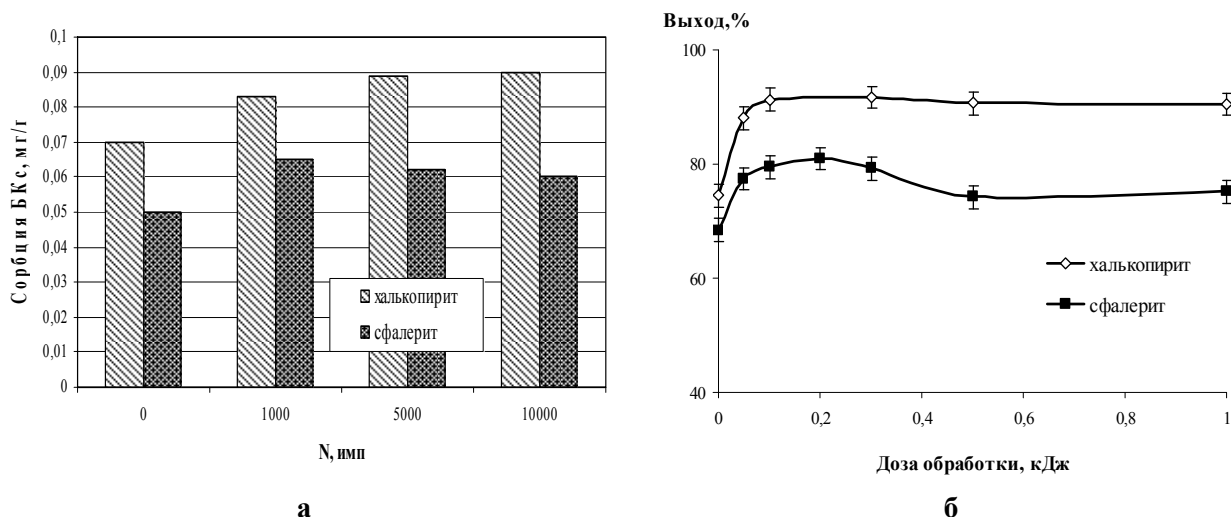 Сорбция БКс, мг/г
0,1
0,09
0,08
0,07
0,06
0,05
0,04
0,03
0,02
0,01
0
халькопирит
сфалерит
0 1000 5000 10000
N, имп
а
Выход,%
100
80
60
40
халькопирит
сфалерит
0 0,2 0,4 0,6 0,8 1
Доза обработки, кДж
б